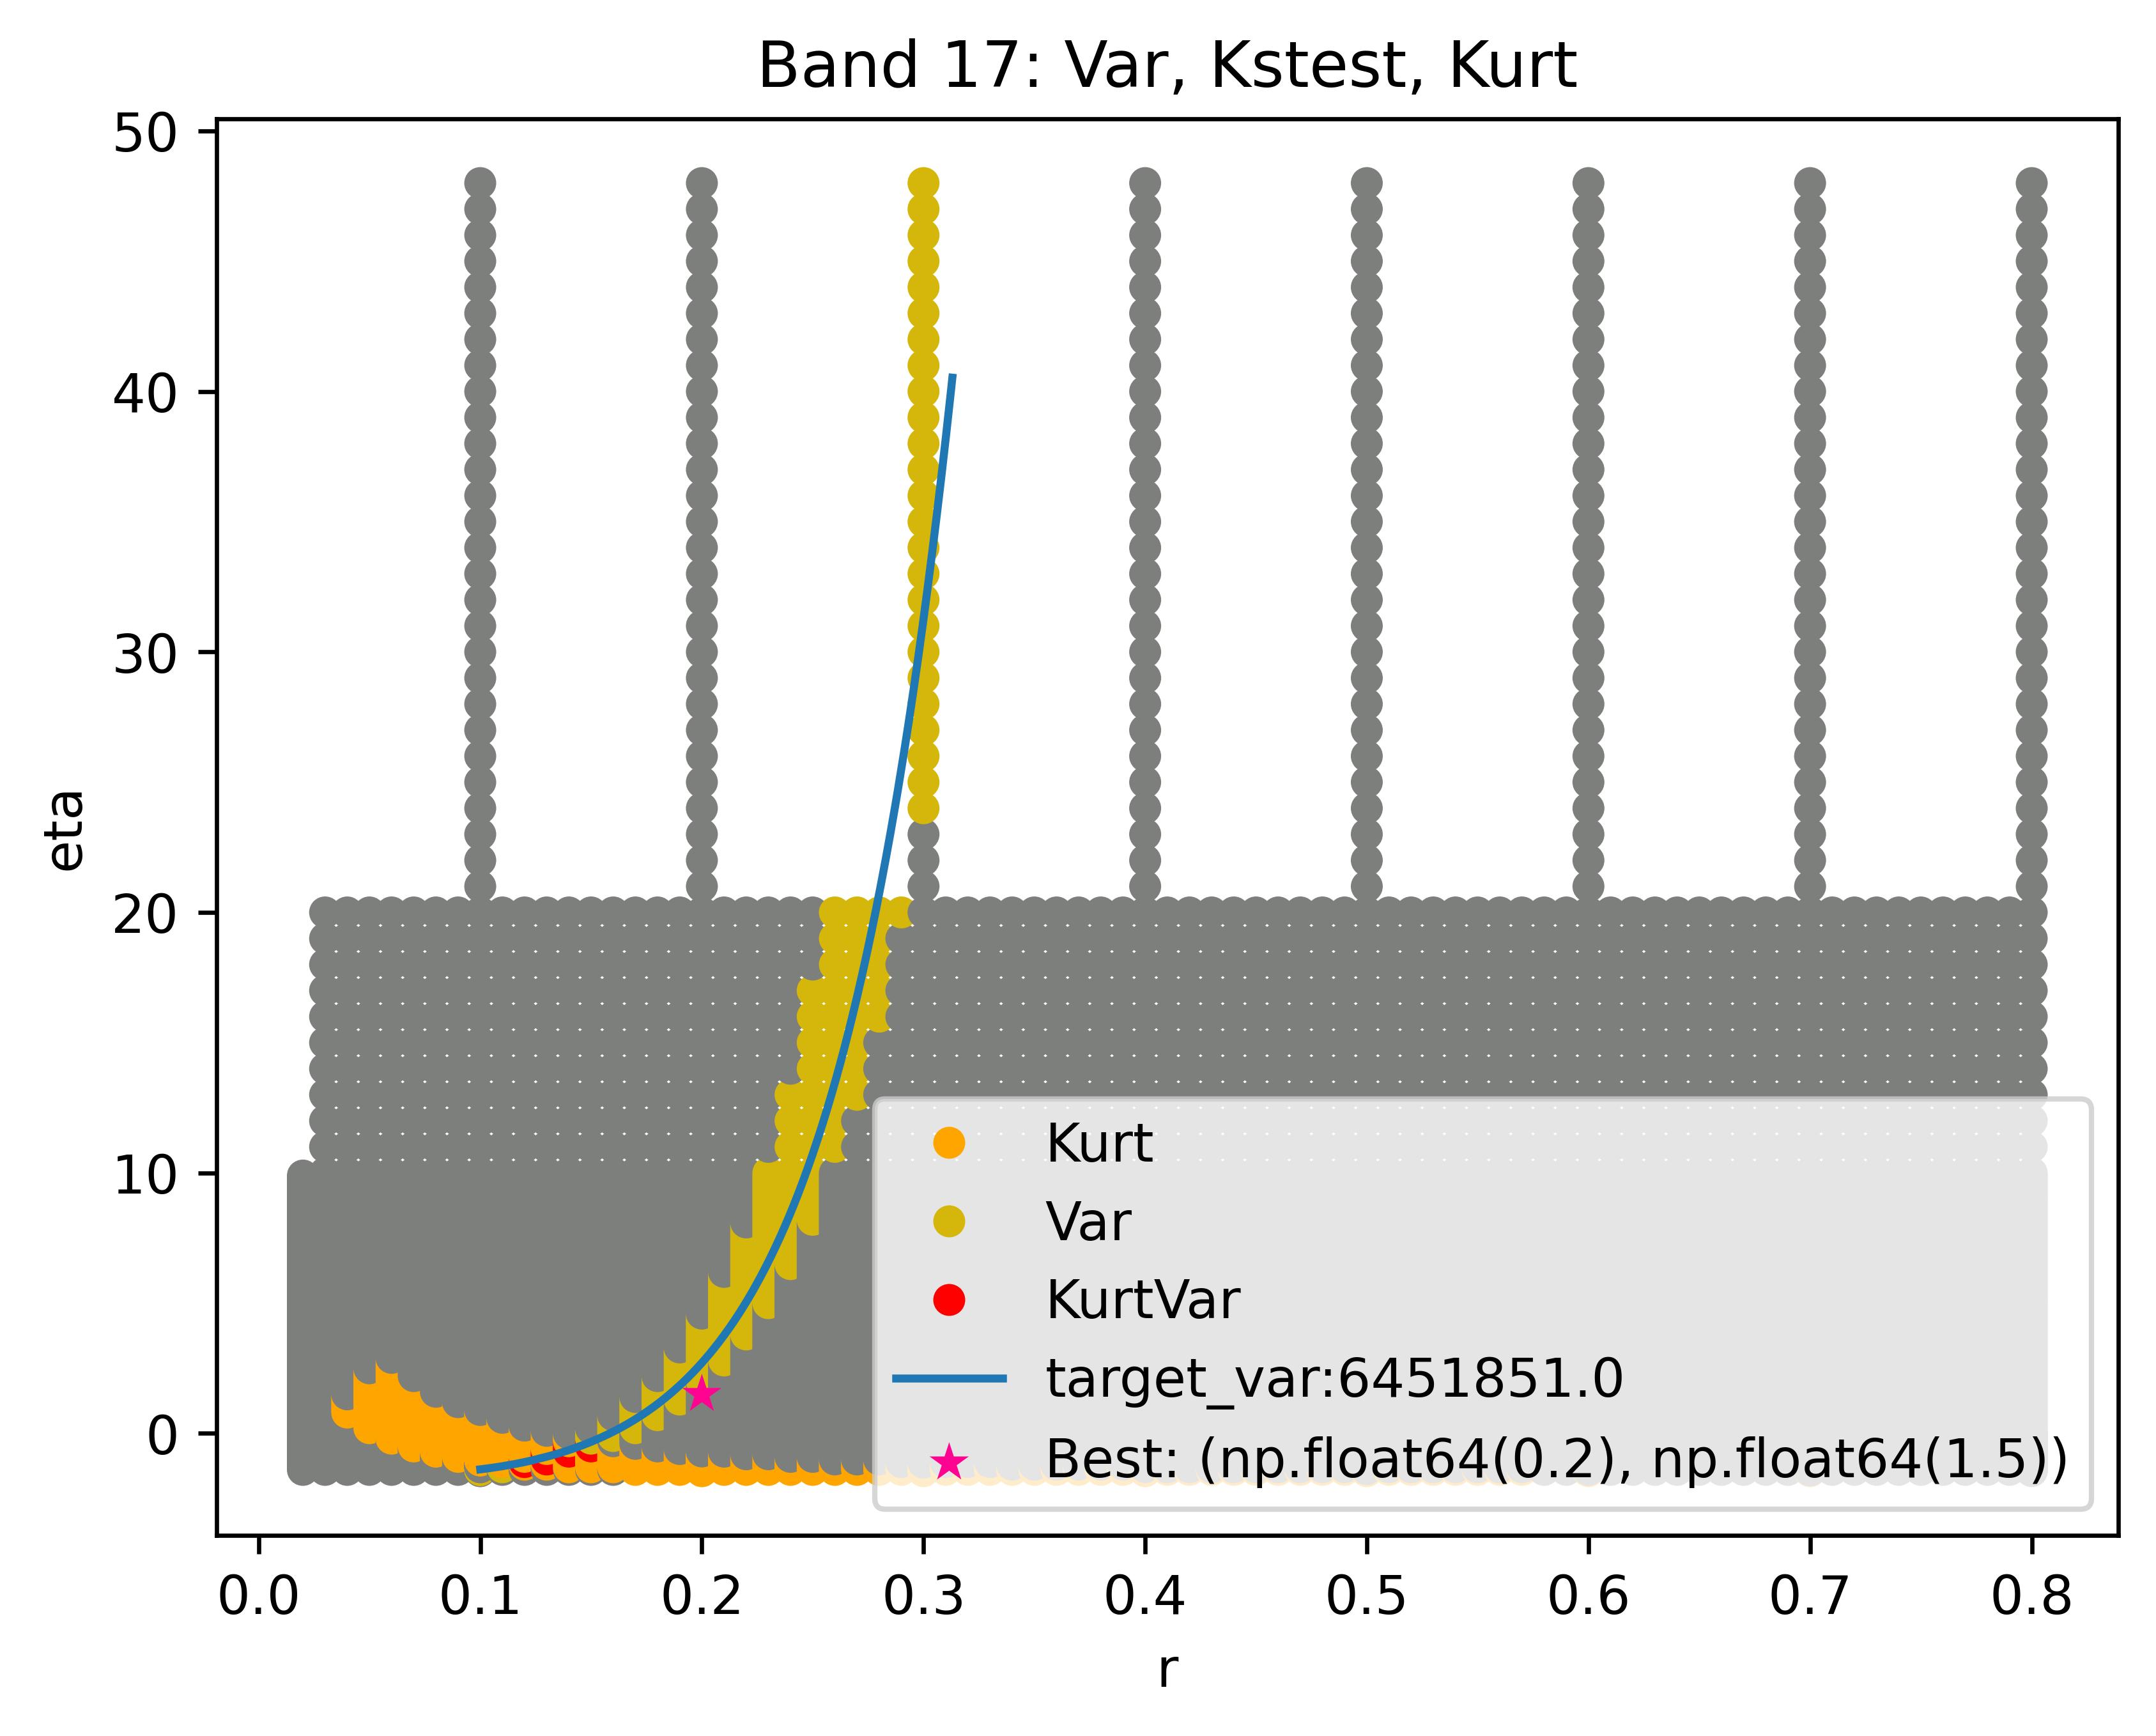 Band 17: Var, Kstest, Kurt
50
40
30
20
10
0
eta
Kurt
Var
KurtVar
target_var:6451851.0
Best: (np.float64(0.2), np.float64(1.5))
0.0 0.1 0.2 0.3 0.4 0.5 0.6 0.7 0.8
r